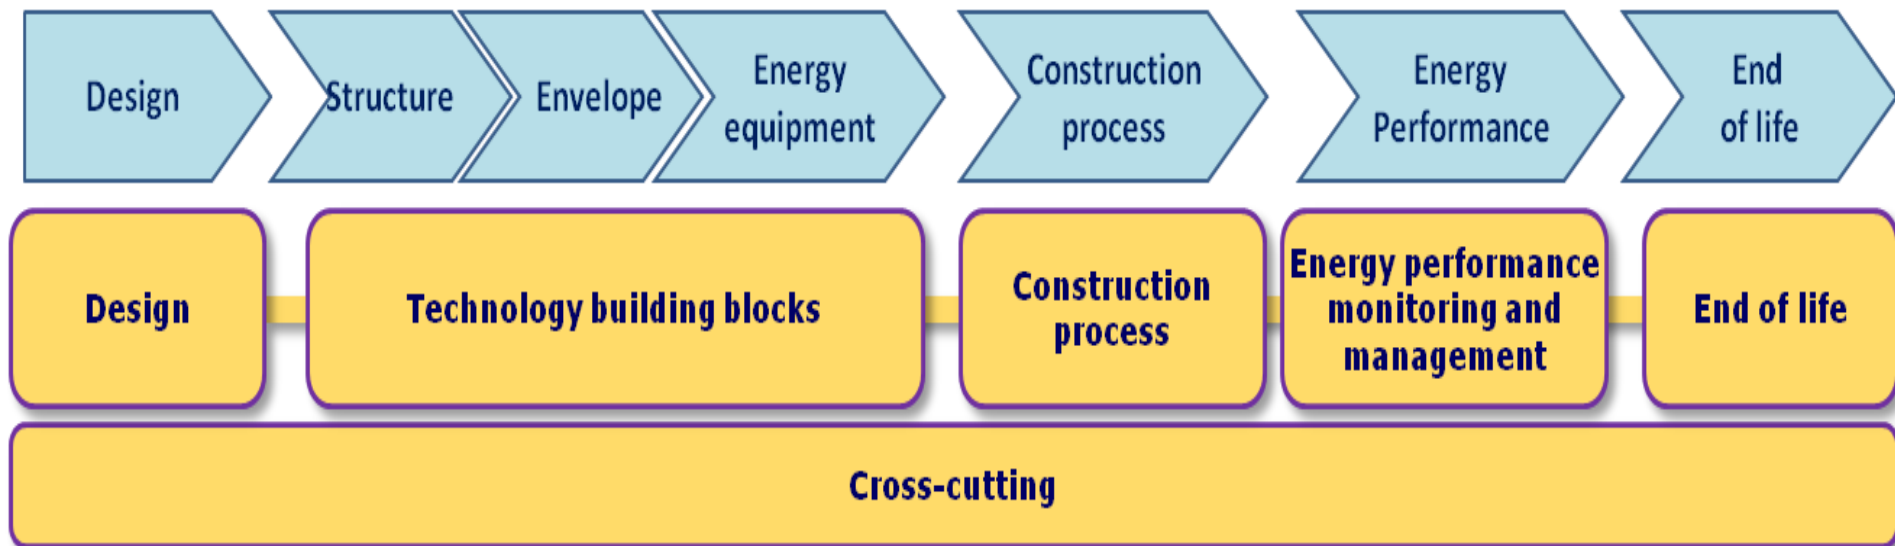 Design
Structure
Envelope
Energy
equipment
Construction
process
Energy
Performance
End
of life
Design
Technology building blocks
Construction
process
Energy performance
monitoring and
management
End of life
Cross-cutting